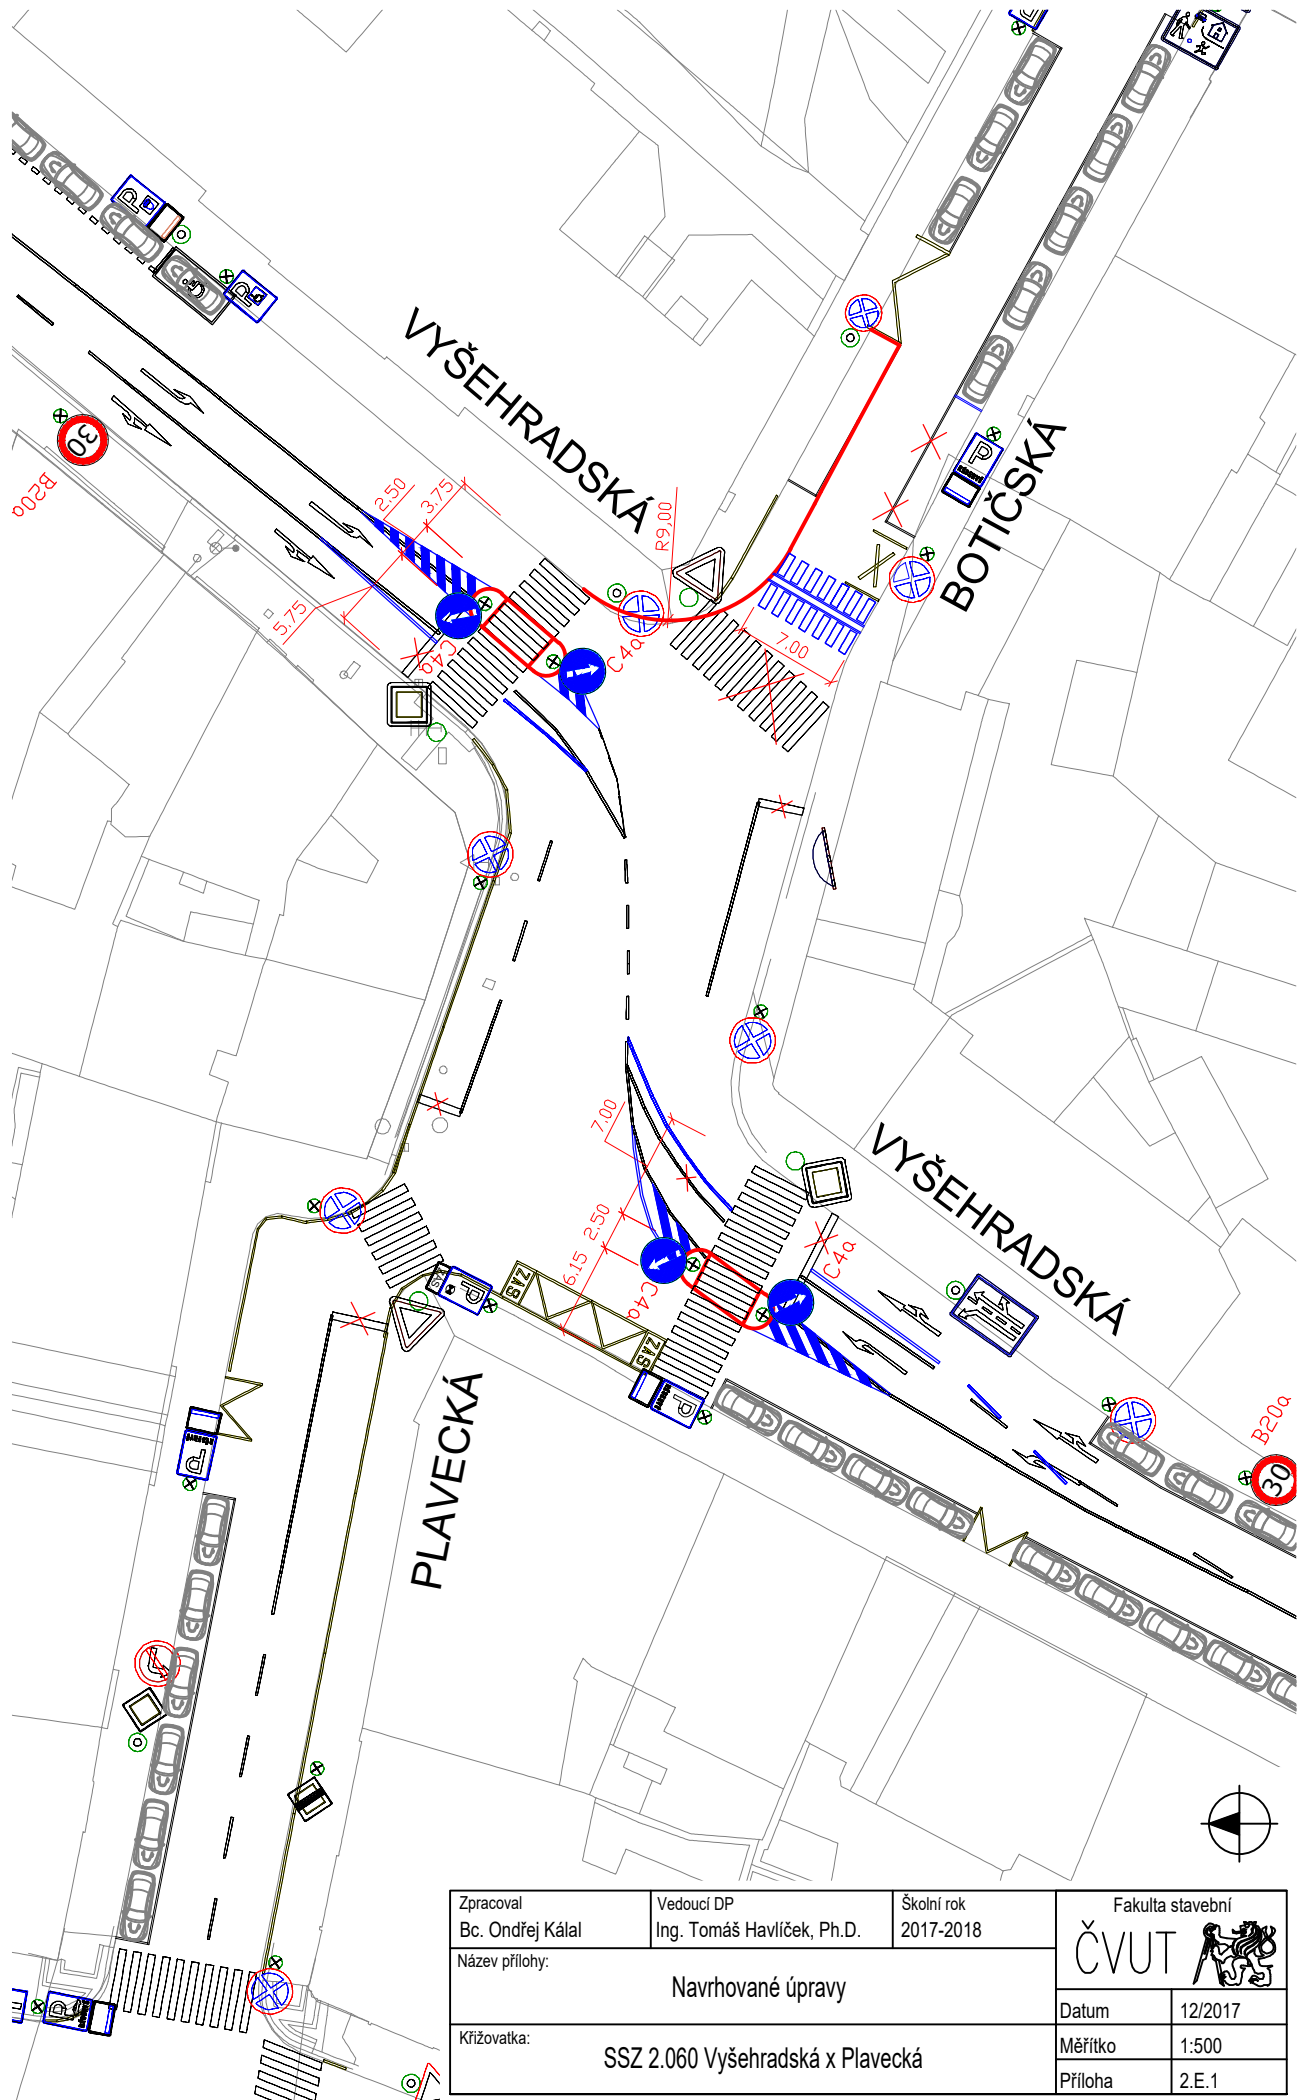 VYŠEHRADSKÁ
30
B20a
2.50
3.75
5.75
R9,00
BOTIČSKÁ
C4a
C4a
7.00
7.00
VYŠEHRADSKÁ
2.50
6.15
C4a
C4a
ZÁS
ZÁS
ZÁS
B20a
30
PLAVECKÁ
Zpracoval
Bc. Ondřej Kálal
Vedoucí DP
Ing. Tomáš Havlíček, Ph.D.
Školní rok
2017-2018
Fakulta stavební
ČVUT
Název přílohy:
Navrhované úpravy
Datum
12/2017
Křižovatka:
SSZ 2.060 Vyšehradská x Plavecká
Měřítko
1:500
Příloha
2.E.1